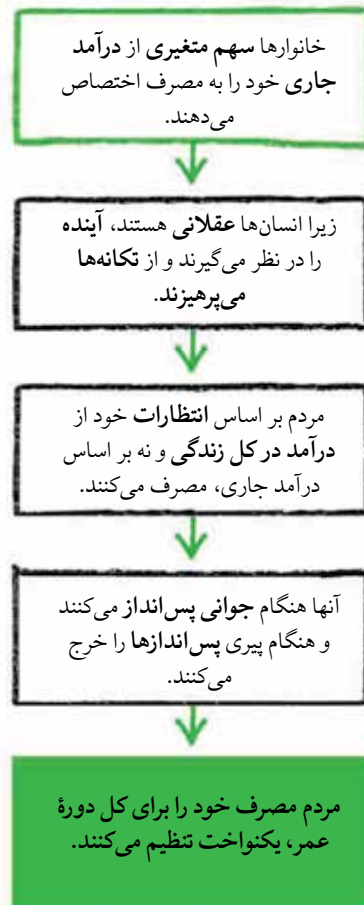 خانوارها سهم متغیری از درآمد
جاری خود را به مصرف اختصاص
می‌دهند.
زیرا انسان‌ها عقلانی هستند، آینده
را در نظر می‌گیرند و از تکانه‌ها
می‌پرهیزند.
مردم بر اساس انتظارات خود از
درآمد در کل زندگی و نه بر اساس
درآمد جاری، مصرف می‌کنند.
آنها هنگام جوانی پس‌انداز می‌کنند
و هنگام پیری پس‌اندازها را خرج
می‌کنند.
مردم مصرف خود را برای کل دورۀ
عمر، یکنواخت تنظیم می‌کنند.